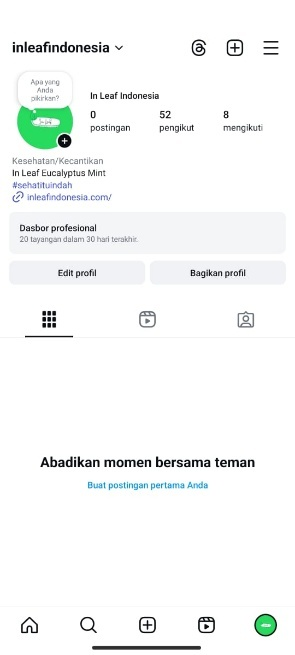 inleafindonesia
Apa yang
Anda
pikirkan?
In Leaf Indonesia
0 52 8
postingan pengikut mengikuti
Kesehatan/Kecantikan
In Leaf Eucalyptus Mint
#sehatituindah
inleafindonesia.com/
Dasbor profesional
20 tayangan dalam 30 hari terakhir.
Edit profil Bagikan profil
Abadikan momen bersama teman
Buat postingan pertama Anda